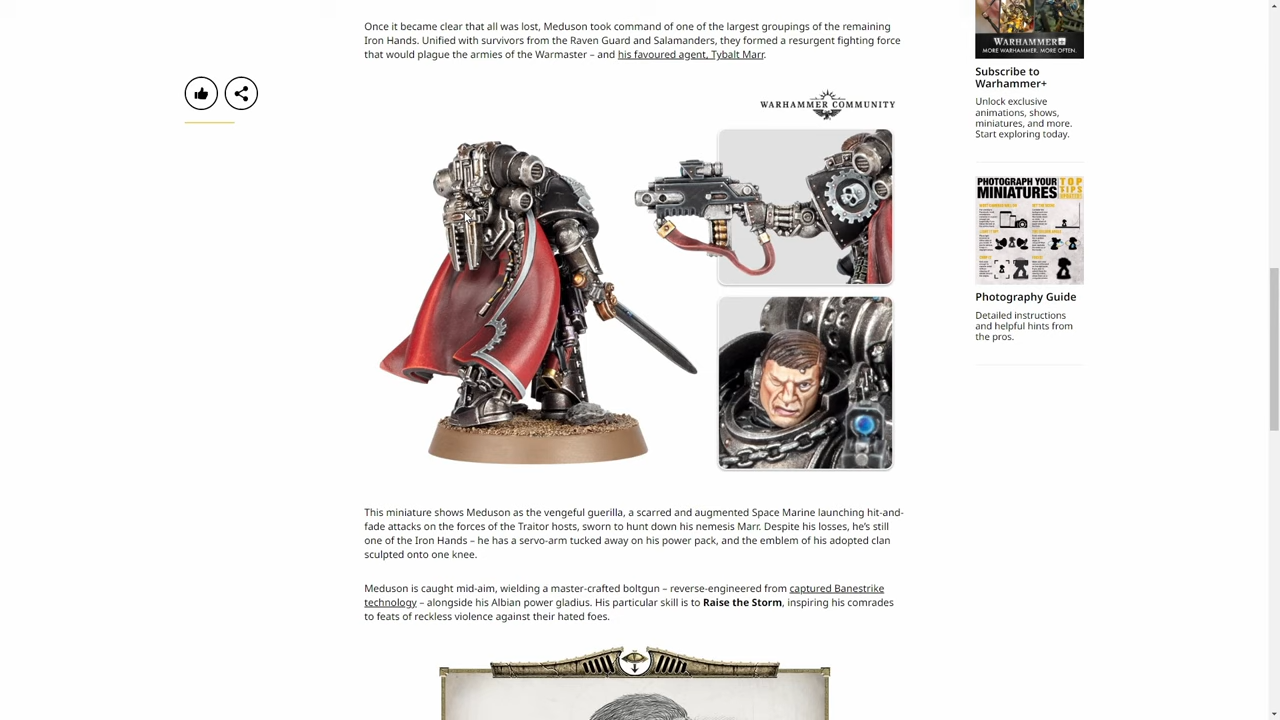 Once it became clear that all was lost, Meduson took command of one of the largest groupings of the remaining
Iron Hands. Unified with survivors from the Raven Guard and Salamanders, they formed a resurgent fighting force
that would plague the armies of the Warmaster – and his favoured agent, Tybalt Marr.
WARHAMMER COMMUNITY
This miniature shows Meduson as the vengeful guerilla, a scarred and augmented Space Marine launching hit-and-
fade attacks on the forces of the Traitor hosts, sworn to hunt down his nemesis Marr. Despite his losses, he's still
one of the Iron Hands – he has a servo-arm tucked away on his power pack, and the emblem of his adopted clan
sculpted onto one knee.
Meduson is caught mid-aim, wielding a master-crafted boltgun – reverse-engineered from captured Banestrike
technology – alongside his Albian power gladius. His particular skill is to Raise the Storm, inspiring his comrades
to feats of reckless violence against their hated foes.
WARHAMMER+
MORE WARHAMMER. MORE OFTEN.
Subscribe to
Warhammer+
Unlock exclusive
animations, shows,
miniatures, and more.
Start exploring today.
PHOTOGRAPH YOUR
MINIATURES
TOP
TIPS
Photography Guide
Detailed instructions
and helpful hints from
the pros.